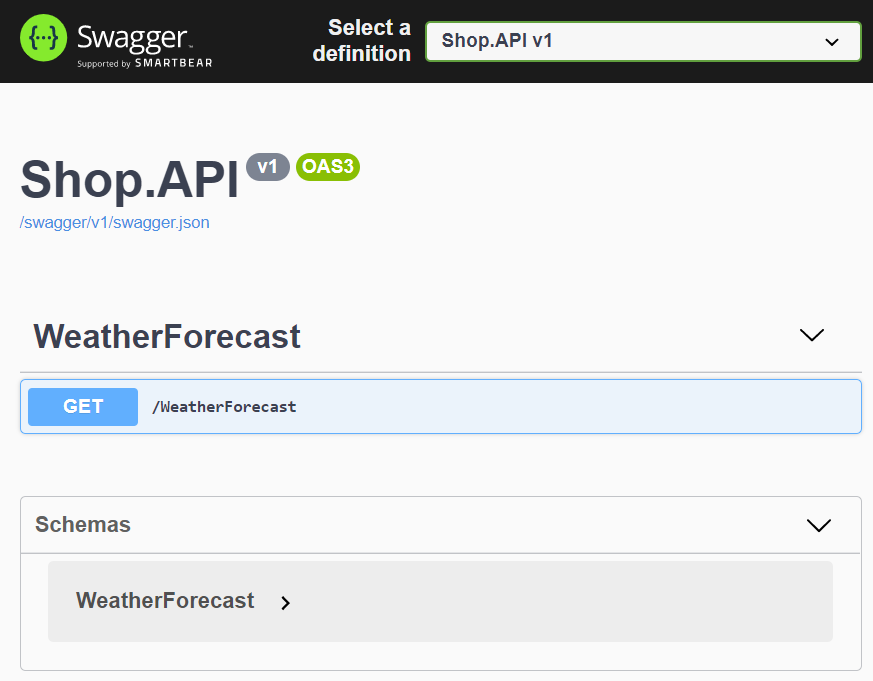 {···} Swagger™
Supported by SMARTBEAR
Select a
definition
Shop.API v1
Shop.API v1 OAS3
/swagger/v1/swagger.json
WeatherForecast
GET /WeatherForecast
Schemas
WeatherForecast